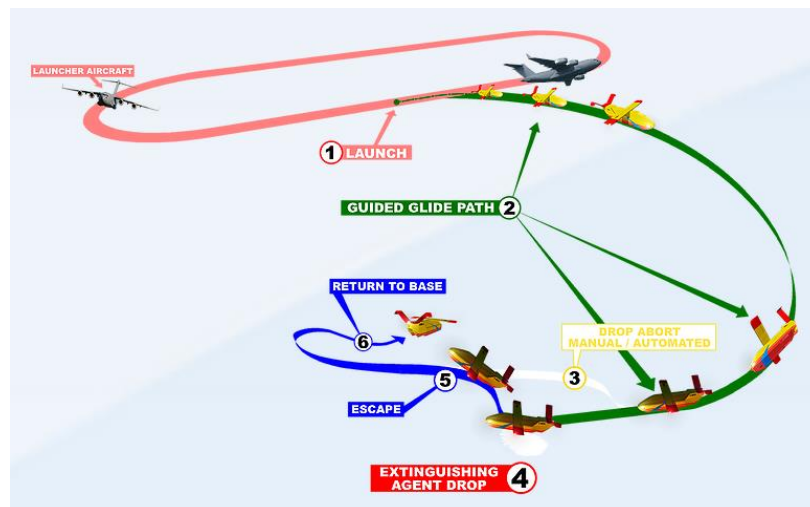 LAUNCHER AIRCRAFT
1 LAUNCH
GUIDED GLIDE PATH 2
RETURN TO BASE
6
DROP ABORT
MANUAL / AUTOMATED
3
5
ESCAPE
EXTINGUISHING
AGENT DROP 4